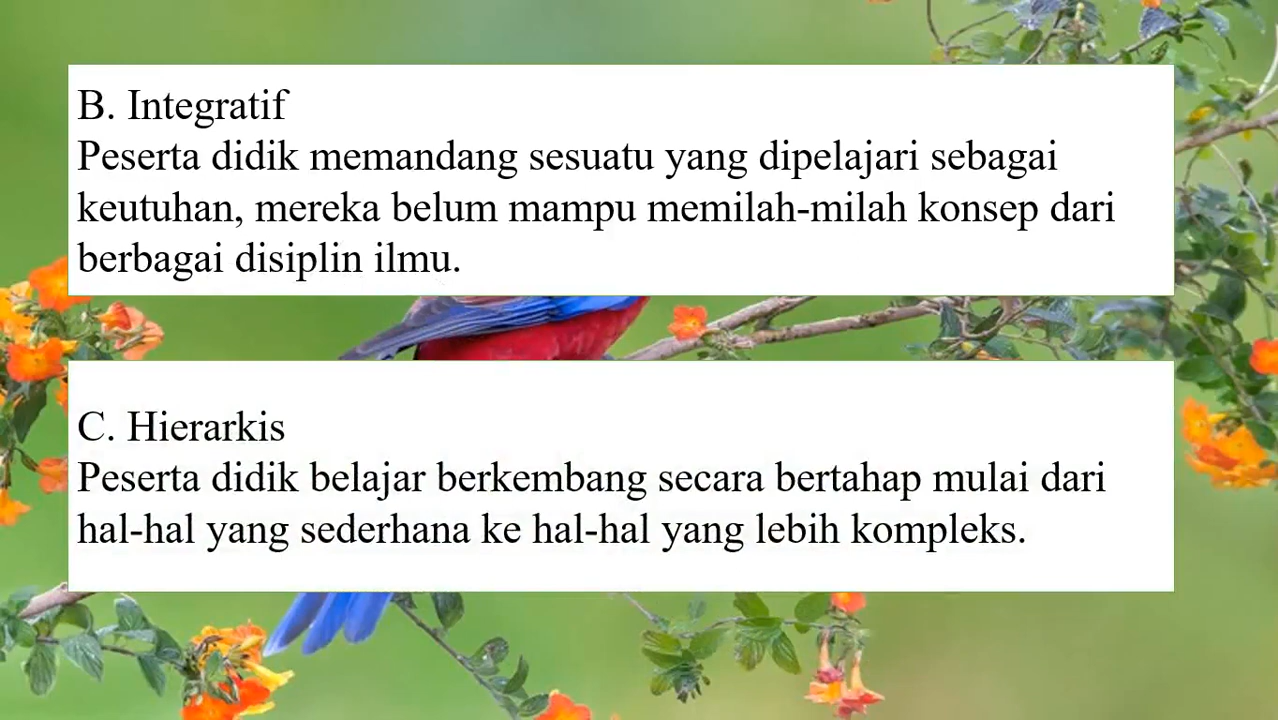 B. Integratif
Peserta didik memandang sesuatu yang dipelajari sebagai
keutuhan, mereka belum mampu memilah-milah konsep dari
berbagai disiplin ilmu.
C. Hierarkis
Peserta didik belajar berkembang secara bertahap mulai dari
hal-hal yang sederhana ke hal-hal yang lebih kompleks.